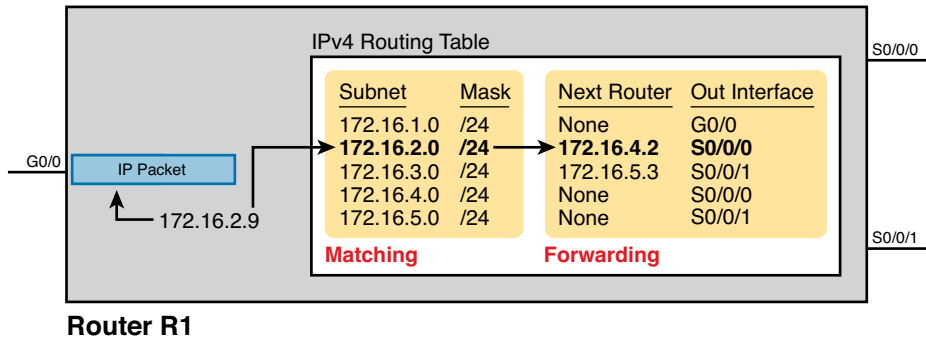 IPv4 Routing Table
S0/0/0
Subnet Mask Next Router Out Interface
172.16.1.0 /24 None G0/0
172.16.2.0 /24 172.16.4.2 S0/0/0
172.16.3.0 /24 172.16.5.3 S0/0/1
172.16.4.0 /24 None S0/0/0
172.16.5.0 /24 None S0/0/1
Matching Forwarding
G0/0
IP Packet
172.16.2.9
S0/0/1
Router R1